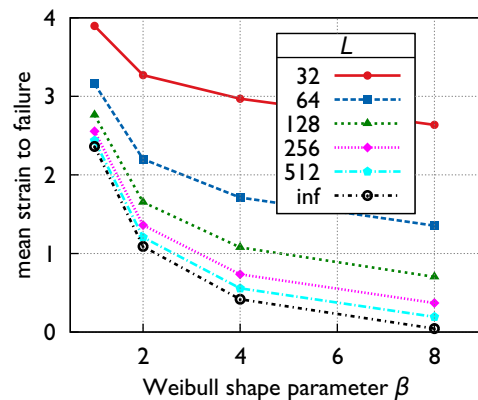 4
3
2
1
0
mean strain to failure
L
32
64
128
256
512
inf
2 4 6 8
Weibull shape parameter β